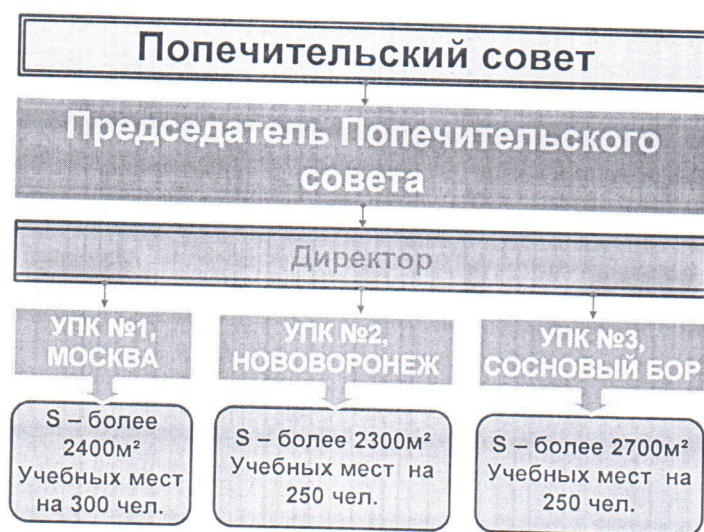 Попечительский совет
Председатель Попечительского
совета
Директор
УПК №1,
МОСКВА
S – более
2400м²
Учебных мест
на 300 чел.
УПК №2,
НОВОВОРОНЕЖ
S – более 2300м²
Учебных мест на
250 чел.
УПК №3,
СОСНОВЫЙ БОР
S – более 2700м²
Учебных мест на
250 чел.